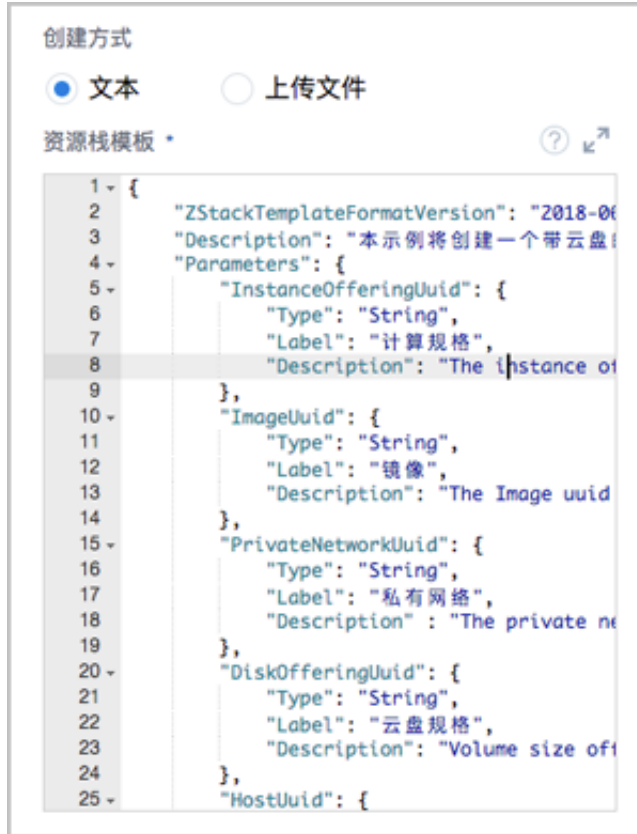 创建方式
文本 上传文件
资源栈模板 *
1 {
2 "ZStackTemplateFormatVersion": "2018-06
3 "Description": "本示例将创建一个带云盘
4 "Parameters": {
5 "InstanceOfferingUuid": {
6 "Type": "String",
7 "Label": "计算规格",
8 "Description": "The instance of
9 },
10 "ImageUuid": {
11 "Type": "String",
12 "Label": "镜像",
13 "Description": "The Image uuid
14 },
15 "PrivateNetworkUuid": {
16 "Type": "String",
17 "Label": "私有网络",
18 "Description" : "The private ne
19 },
20 "DiskOfferingUuid": {
21 "Type": "String",
22 "Label": "云盘规格",
23 "Description": "Volume size off
24 },
25 "HostUuid": {